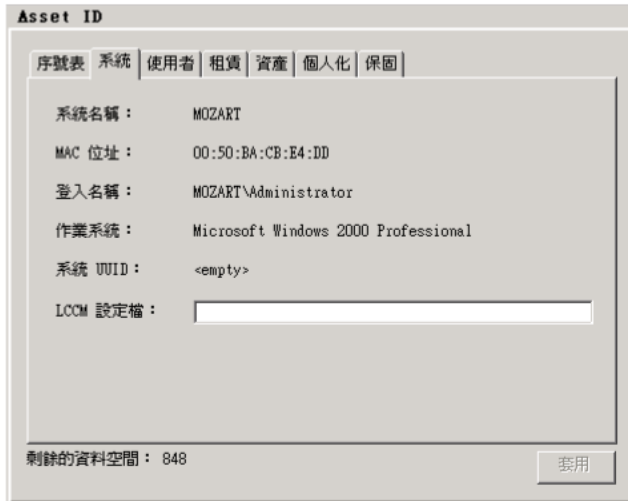 Asset ID
序號表 系統 使用者 租賃 資產 個人化 保固
系統名稱： MOZART
MAC 位址： 00:50:BA:CB:E4:DD
登入名稱： MOZART\Administrator
作業系統： Microsoft Windows 2000 Professional
系統 UUID： <empty>
LCCM 設定檔：
剩餘的資料空間： 848
套用